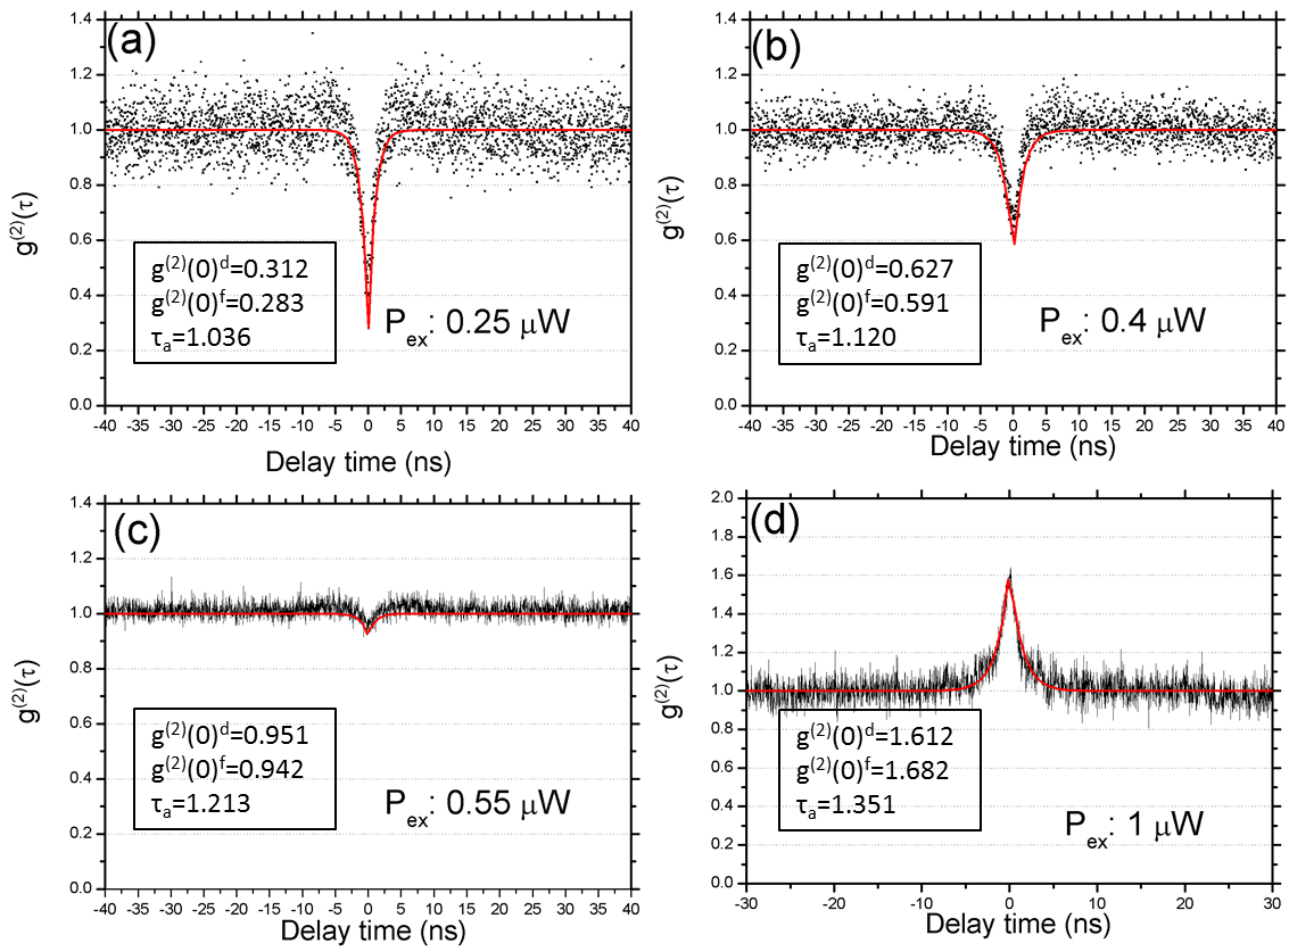 (a)
1.4
1.2
1.0
0.8
0.6
0.4
0.2
0.0
g⁽²⁾(τ)
g⁽²⁾(0)ᵈ=0.312
g⁽²⁾(0)ᶠ=0.283
τₐ=1.036
Pₑₓ: 0.25 μW
-40 -35 -30 -25 -20 -15 -10 -5 0 5 10 15 20 25 30 35 40
Delay time (ns)
(b)
1.4
1.2
1.0
0.8
0.6
0.4
0.2
0.0
g⁽²⁾(τ)
g⁽²⁾(0)ᵈ=0.627
g⁽²⁾(0)ᶠ=0.591
τₐ=1.120
Pₑₓ: 0.4 μW
-40 -35 -30 -25 -20 -15 -10 -5 0 5 10 15 20 25 30 35 40
Delay time (ns)
(c)
1.4
1.2
1.0
0.8
0.6
0.4
0.2
0.0
g⁽²⁾(τ)
g⁽²⁾(0)ᵈ=0.951
g⁽²⁾(0)ᶠ=0.942
τₐ=1.213
Pₑₓ: 0.55 μW
-40 -35 -30 -25 -20 -15 -10 -5 0 5 10 15 20 25 30 35 40
Delay time (ns)
(d)
2.0
1.8
1.6
1.4
1.2
1.0
0.8
0.6
0.4
0.2
0.0
g⁽²⁾(τ)
g⁽²⁾(0)ᵈ=1.612
g⁽²⁾(0)ᶠ=1.682
τₐ=1.351
Pₑₓ: 1 μW
-30 -20 -10 0 10 20 30
Delay time (ns)